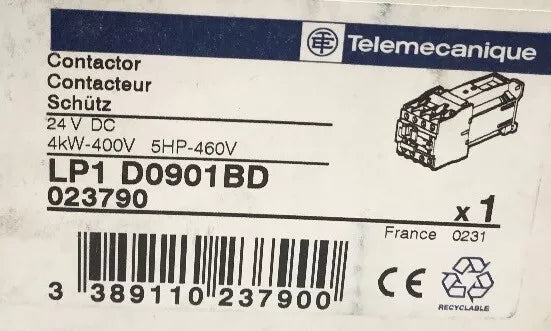 Telemecanique
Contactor
Contacteur
Schütz
24 V DC
4kW-400V 5HP-460V
LP1 D0901BD
023790
x 1
France 0231
3 389110 237900
CE
RECYCLABLE